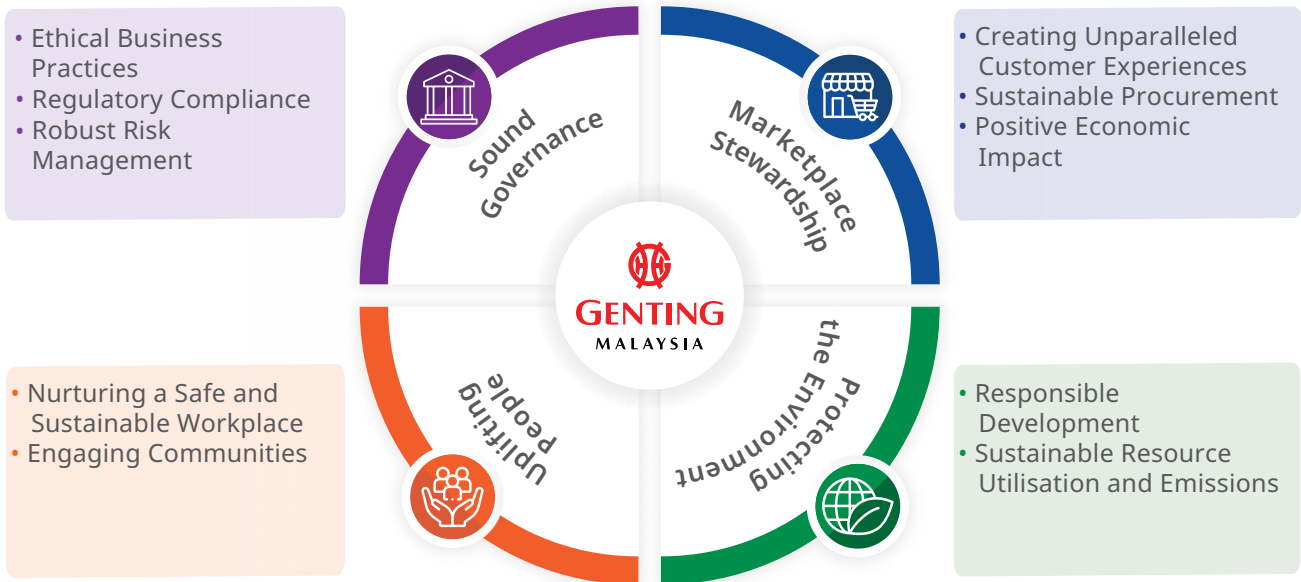 • Ethical Business
Practices
• Regulatory Compliance
• Robust Risk
Management
Sound
Governance
Marketplace
Stewardship
• Creating Unparalleled
Customer Experiences
• Sustainable Procurement
• Positive Economic
Impact
GENTING
MALAYSIA
• Nurturing a Safe and
Sustainable Workplace
• Engaging Communities
Uplifting
People
Protecting
the Environment
• Responsible
Development
• Sustainable Resource
Utilisation and Emissions